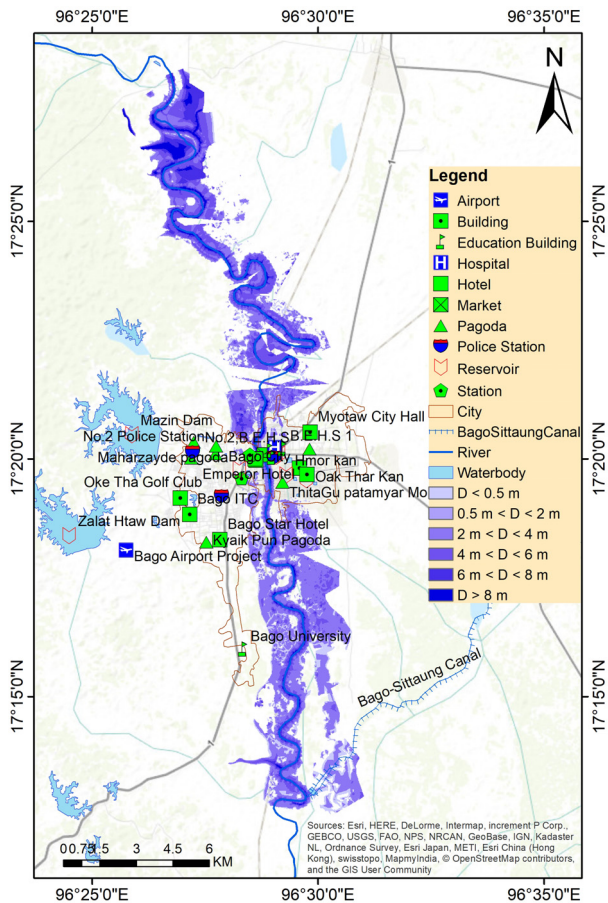 96°25'0"E 96°30'0"E 96°35'0"E
N
17°25'0"N 17°25'0"N
Legend
Airport
Building
Education Building
Hospital
Hotel
Market
Pagoda
Police Station
Reservoir
Station
City
BagoSittaungCanal
River
Waterbody
D < 0.5 m
0.5 m < D < 2 m
2 m < D < 4 m
4 m < D < 6 m
6 m < D < 8 m
D > 8 m
Mazin Dam
Myotaw City Hall
No.2 Police Station
No.2.B.E.H.S
B.E.H.S 1
17°20'0"N 17°20'0"N
Maharzayde Pagoda
Bago City
Hmor kan
Emperor Hotel
Oak Thar Kan
Oke Tha Golf Club
ThitaGu patamyar Mo
Bago ITC
Zalat Htaw Dam
Bago Star Hotel
Kyaik Pun Pagoda
Bago Airport Project
Bago University
Bago-Sittaung Canal
17°15'0"N 17°15'0"N
1
1
Sources: Esri, HERE, DeLorme, Intermap, increment P Corp.,
GEBCO, USGS, FAO, NPS, NRCAN, GeoBase, IGN, Kadaster
NL, Ordnance Survey, Esri Japan, METI, Esri China (Hong
Kong), swisstopo, MapmyIndia, © OpenStreetMap contributors,
and the GIS User Community
0 0.75 1.5 3 4.5 6
KM
96°25'0"E 96°30'0"E 96°35'0"E